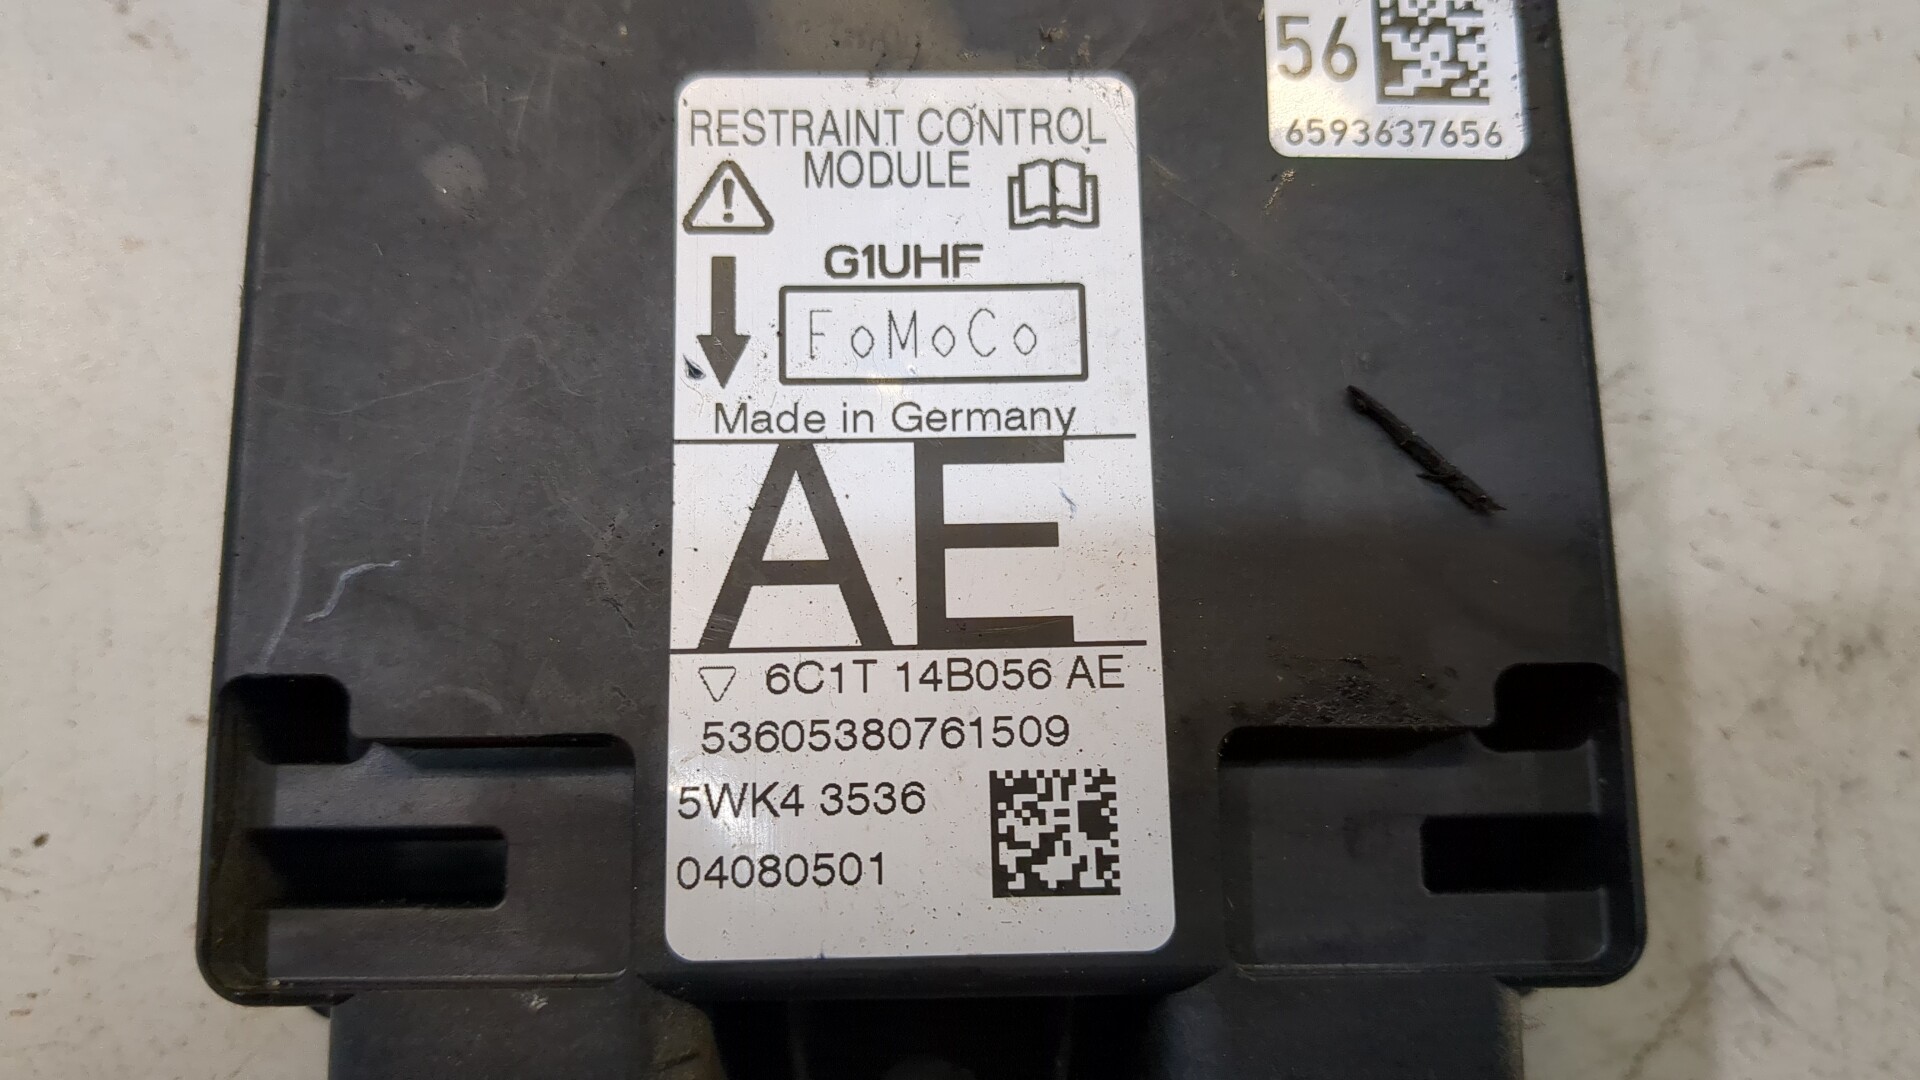 56
6593637656
RESTRAINT CONTROL
MODULE
G1UHF
FoMoCo
Made in Germany
AE
6C1T 14B056 AE
53605380761509
5WK4 3536
04080501